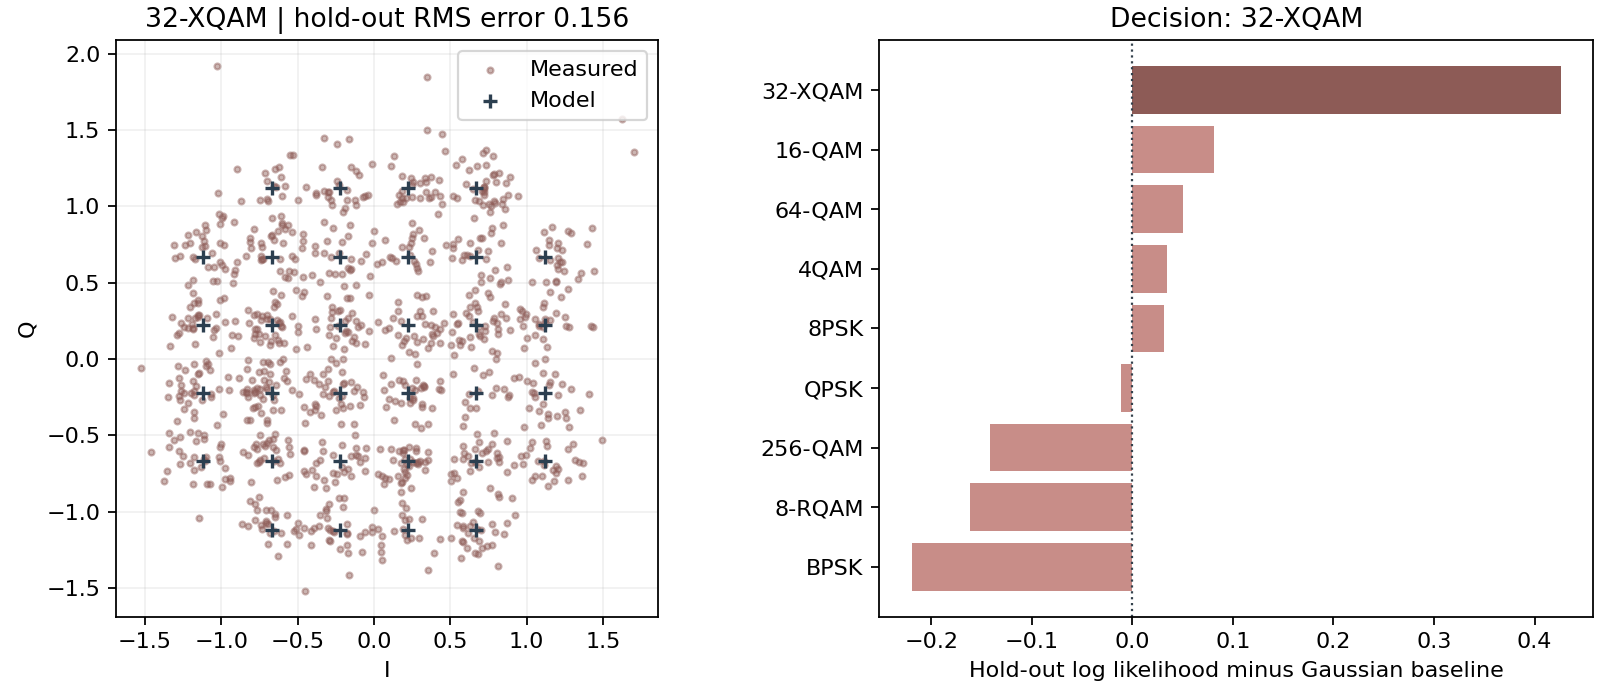 32-XQAM | hold-out RMS error 0.156
Measured
Model
2.0
1.5
1.0
0.5
0.0
−0.5
−1.0
−1.5
Q
−1.5
−1.0
−0.5
0.0
0.5
1.0
1.5
I
Decision: 32-XQAM
32-XQAM
16-QAM
64-QAM
4QAM
8PSK
QPSK
256-QAM
8-RQAM
BPSK
−0.2
−0.1
0.0
0.1
0.2
0.3
0.4
Hold-out log likelihood minus Gaussian baseline